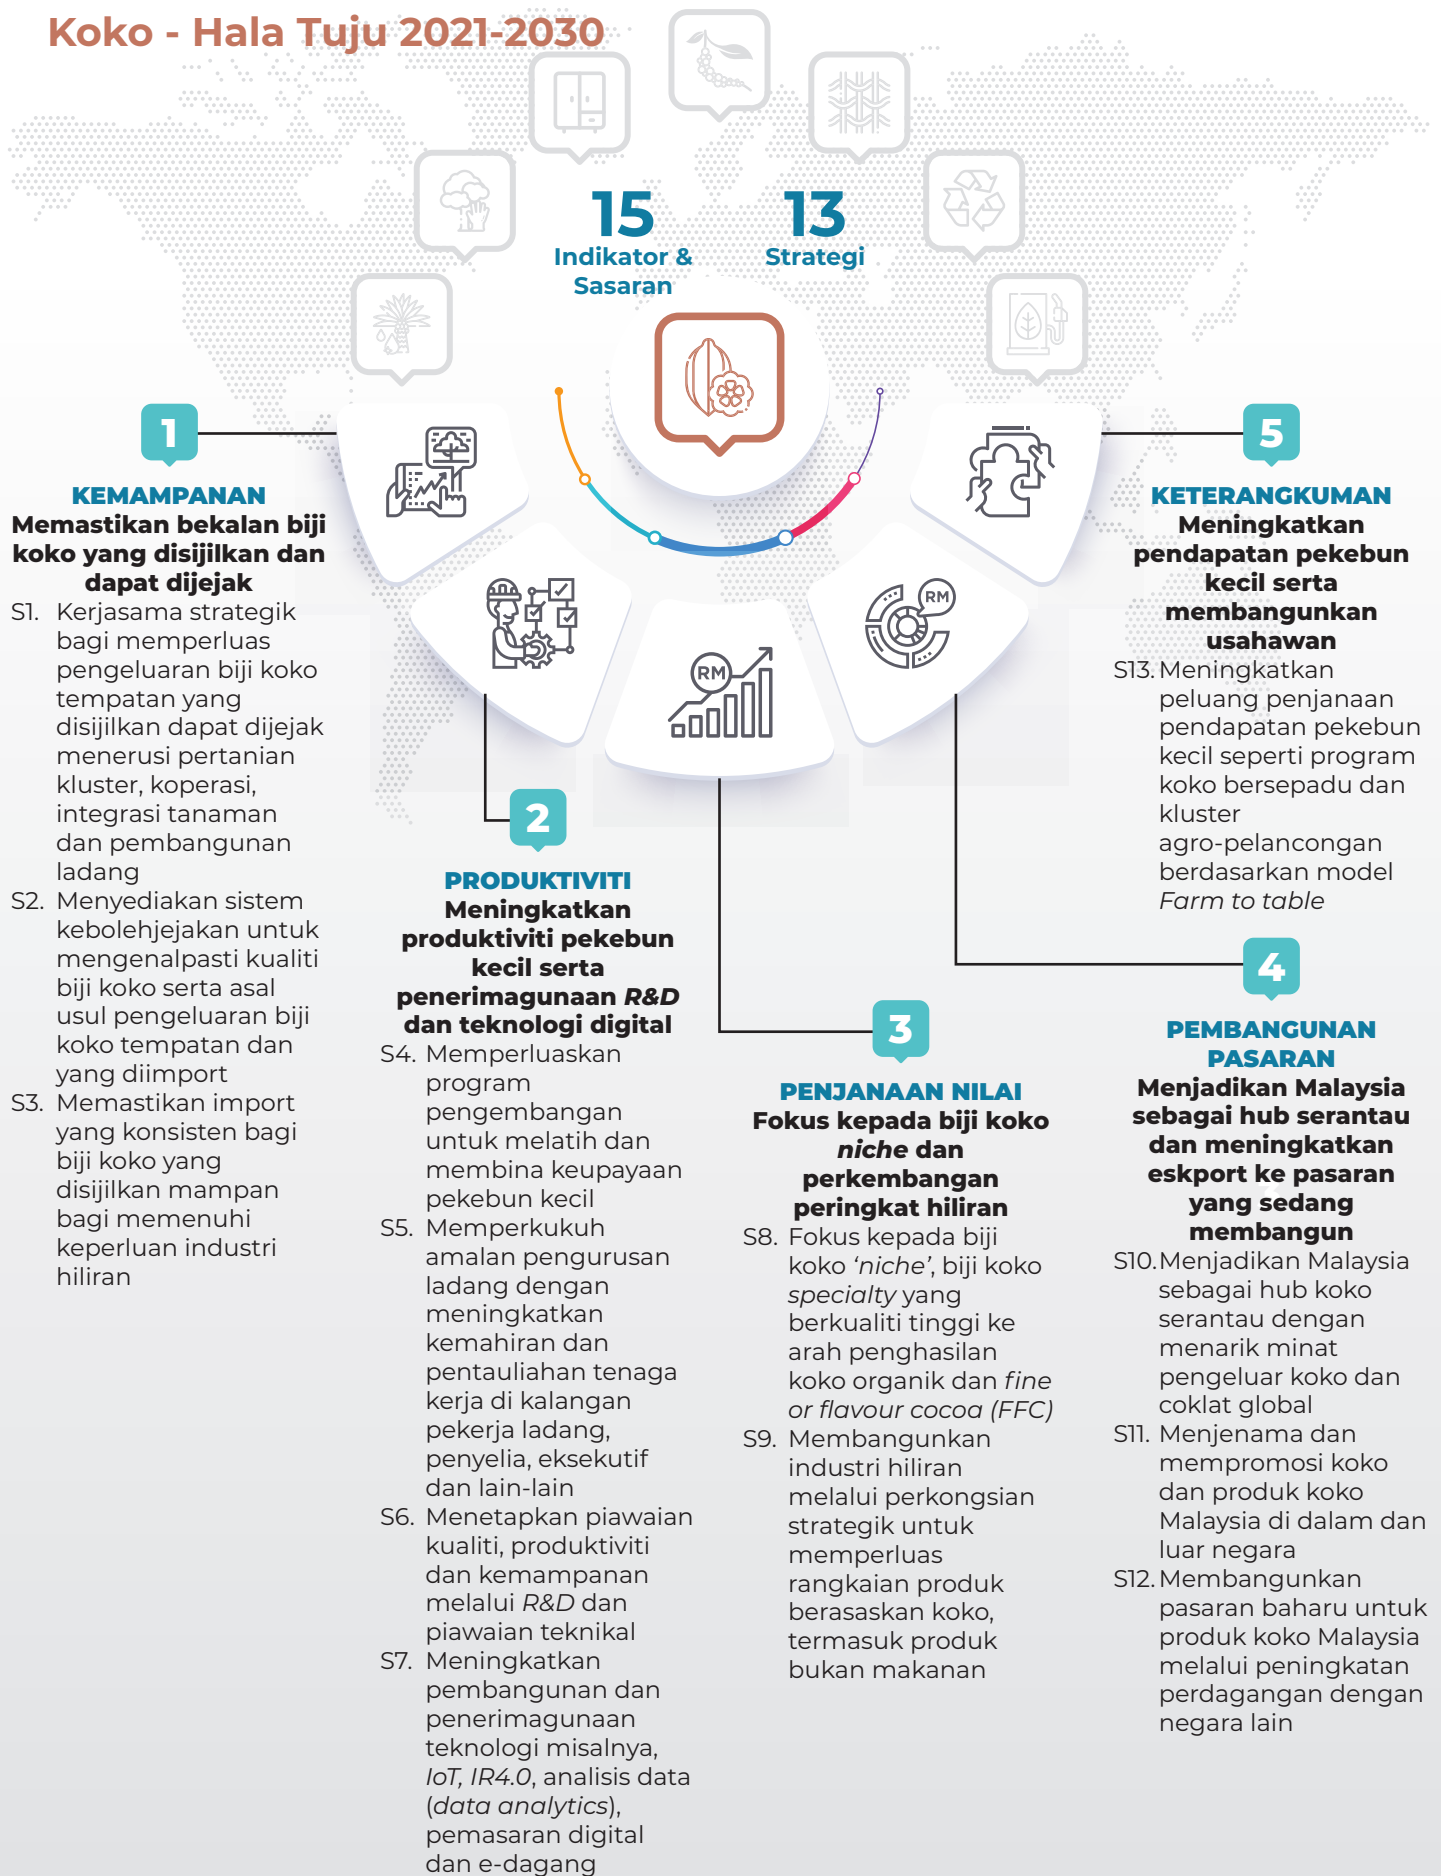 Koko - Hala Tuju 2021-2030
15
Indikator &
Sasaran
13
Strategi
1
KEMAMPANAN
Memastikan bekalan biji
koko yang disijilkan dan
dapat dijejak
S1. Kerjasama strategik
bagi memperluas
pengeluaran biji koko
tempatan yang
disijilkan dapat dijejak
menerusi pertanian
kluster, koperasi,
integrasi tanaman
dan pembangunan
ladang
S2. Menyediakan sistem
kebolehjejakan untuk
mengenalpasti kualiti
biji koko serta asal
usul pengeluaran biji
koko tempatan dan
yang diimport
S3. Memastikan import
yang konsisten bagi
biji koko yang
disijilkan mampan
bagi memenuhi
keperluan industri
hiliran
2
PRODUKTIVITI
Meningkatkan
produktiviti pekebun
kecil serta
penerimagunaan R&D
dan teknologi digital
S4. Memperluaskan
program
pengembangan
untuk melatih dan
membina keupayaan
pekebun kecil
S5. Memperkukuh
amalan pengurusan
ladang dengan
meningkatkan
kemahiran dan
pentauliahan tenaga
kerja di kalangan
pekerja ladang,
penyelia, eksekutif
dan lain-lain
S6. Menetapkan piawaian
kualiti, produktiviti
dan kemampanan
melalui R&D dan
piawaian teknikal
S7. Meningkatkan
pembangunan dan
penerimagunaan
teknologi misalnya,
IoT, IR4.0, analisis data
(data analytics),
pemasaran digital
dan e-dagang
RM
3
PENJANAAN NILAI
Fokus kepada biji koko
niche dan
perkembangan
peringkat hiliran
S8. Fokus kepada biji
koko ‘niche’, biji koko
specialty yang
berkualiti tinggi ke
arah penghasilan
koko organik dan fine
or flavour cocoa (FFC)
S9. Membangunkan
industri hiliran
melalui perkongsian
strategik untuk
memperluas
rangkaian produk
berasaskan koko,
termasuk produk
bukan makanan
RM
4
PEMBANGUNAN
PASARAN
Menjadikan Malaysia
sebagai hub serantau
dan meningkatkan
eskport ke pasaran
yang sedang
membangun
S10. Menjadikan Malaysia
sebagai hub koko
serantau dengan
menarik minat
pengeluar koko dan
coklat global
S11. Menjenama dan
mempromosi koko
dan produk koko
Malaysia di dalam dan
luar negara
S12. Membangunkan
pasaran baharu untuk
produk koko Malaysia
melalui peningkatan
perdagangan dengan
negara lain
5
KETERANGKUMAN
Meningkatkan
pendapatan pekebun
kecil serta
membangunkan
usahawan
S13. Meningkatkan
peluang penjanaan
pendapatan pekebun
kecil seperti program
koko bersepadu dan
kluster
agro-pelancongan
berdasarkan model
Farm to table